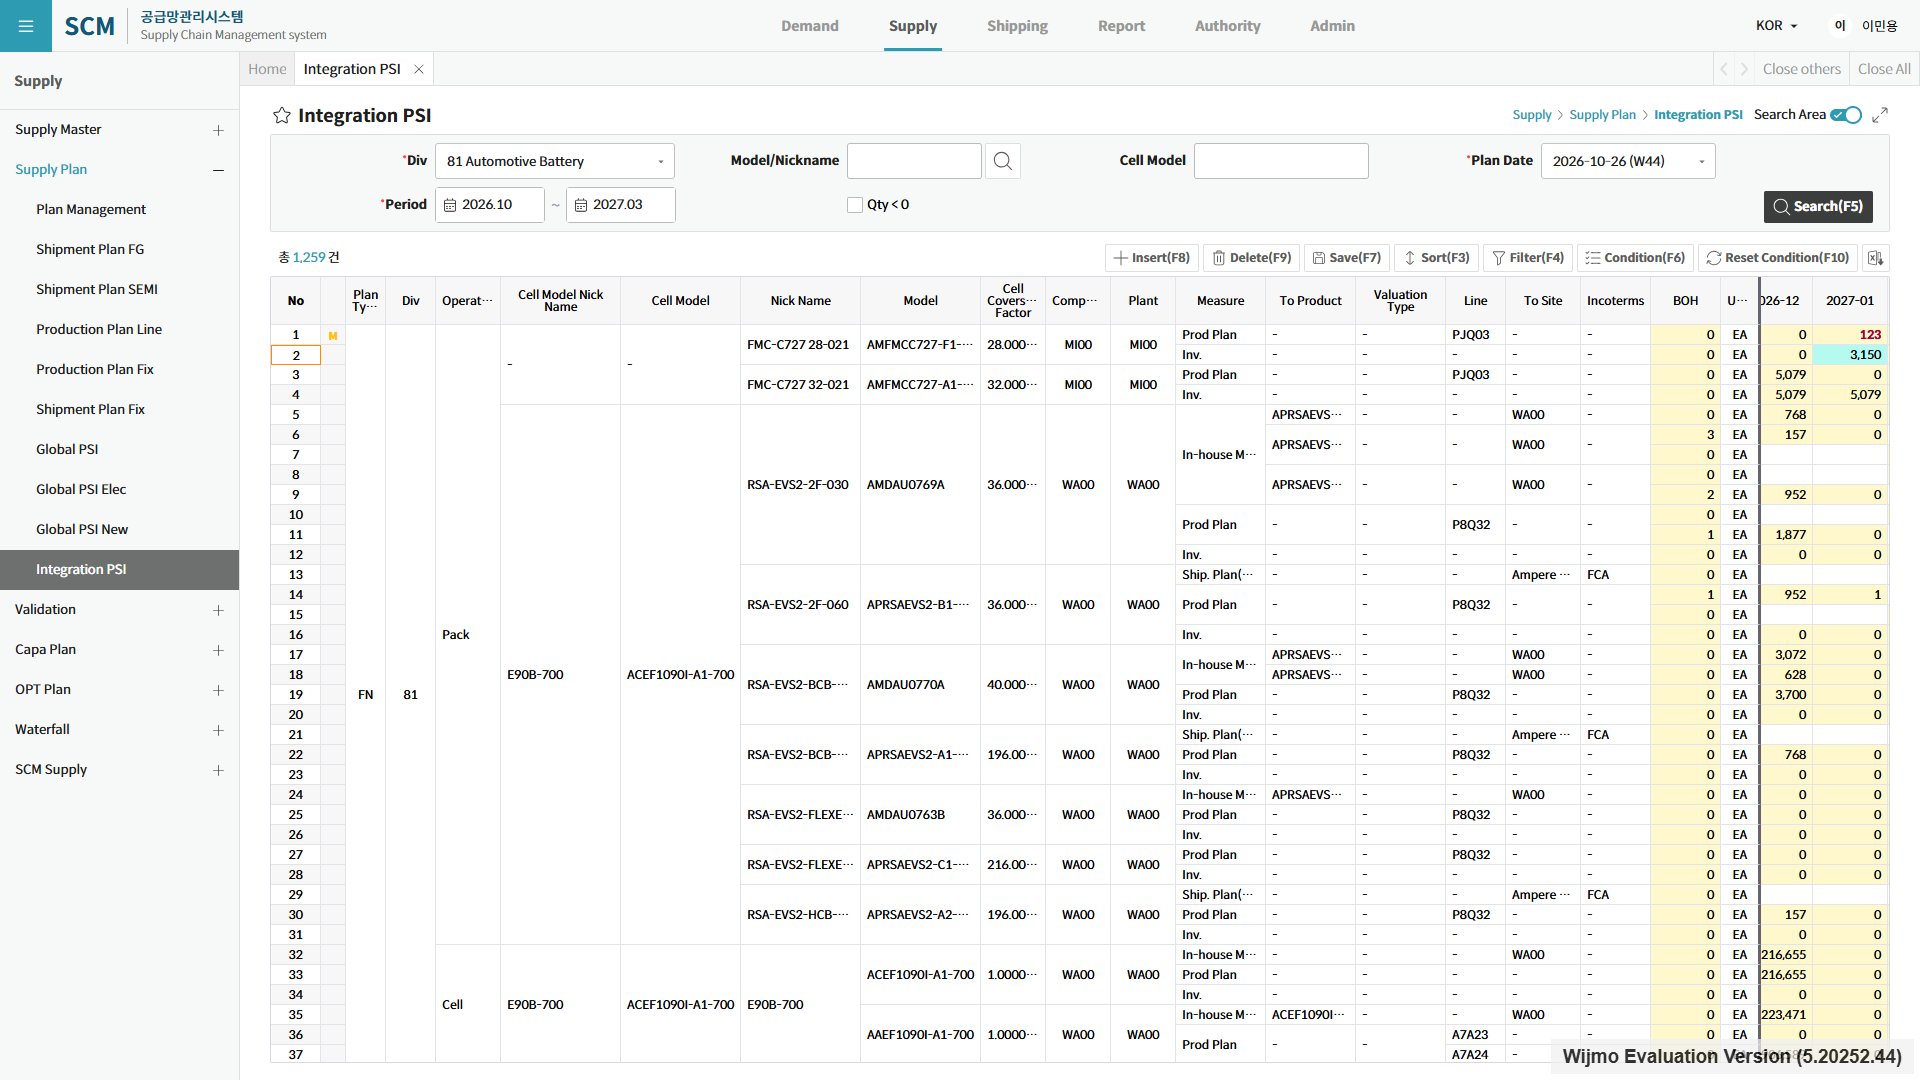 SCM
공급망관리시스템
Supply Chain Management system
Demand Supply Shipping Report Authority Admin
KOR 이 이민용
Supply
Home Integration PSI
Close others Close All
Supply Master
Supply Plan
Plan Management
Shipment Plan FG
Shipment Plan SEMI
Production Plan Line
Production Plan Fix
Shipment Plan Fix
Global PSI
Global PSI Elec
Global PSI New
Integration PSI
Validation
Capa Plan
OPT Plan
Waterfall
SCM Supply
Integration PSI
Supply > Supply Plan > Integration PSI Search Area
*Div 81 Automotive Battery Model/Nickname Cell Model *Plan Date 2026-10-26 (W44)
*Period 2026.10 ~ 2027.03 Qty < 0 Search(F5)
총 1,259 건
Insert(F8) Delete(F9) Save(F7) Sort(F3) Filter(F4) Condition(F6) Reset Condition(F10)
No Plan Ty··· Div Operat··· Cell Model Nick Name Cell Model Nick Name Model Cell Covers··· Factor Comp··· Plant Measure To Product Valuation Type Line To Site Incoterms BOH U··· 026-12 2027-01
1 M FN 81 Pack - - FMC-C727 28-021 AMFMCC727-F1-··· 28.000··· MI00 MI00 Prod Plan - - PJQ03 - - 0 EA 0 123
2 Inv. - - - - - 0 EA 0 3,150
3 FMC-C727 32-021 AMFMCC727-A1-··· 32.000··· MI00 MI00 Prod Plan - - PJQ03 - - 0 EA 5,079 0
4 Inv. - - - - - 0 EA 5,079 5,079
5 E90B-700 ACEF1090I-A1-700 RSA-EVS2-2F-030 AMDAU0769A 36.000··· WA00 WA00 In-house M··· APRSAEVS··· - - WA00 - 0 EA 768 0
6 APRSAEVS··· - - WA00 - 3 EA 157 0
7 0 EA
8 APRSAEVS··· - - WA00 - 0 EA
9 2 EA 952 0
10 Prod Plan - - P8Q32 - - 0 EA
11 1 EA 1,877 0
12 Inv. - - - - - 0 EA 0 0
13 RSA-EVS2-2F-060 APRSAEVS2-B1-··· 36.000··· WA00 WA00 Ship. Plan(··· - - - Ampere ··· FCA 0 EA
14 Prod Plan - - P8Q32 - - 1 EA 952 1
15 0 EA
16 Inv. - - - - - 0 EA 0 0
17 RSA-EVS2-BCB-··· AMDAU0770A 40.000··· WA00 WA00 In-house M··· APRSAEVS··· - - WA00 - 0 EA 3,072 0
18 APRSAEVS··· - - WA00 - 0 EA 628 0
19 Prod Plan - - P8Q32 - - 0 EA 3,700 0
20 Inv. - - - - - 0 EA 0 0
21 RSA-EVS2-BCB-··· APRSAEVS2-A1-··· 196.00··· WA00 WA00 Ship. Plan(··· - - - Ampere ··· FCA 0 EA
22 Prod Plan - - P8Q32 - - 0 EA 768 0
23 Inv. - - - - - 0 EA 0 0
24 RSA-EVS2-FLEXE··· AMDAU0763B 36.000··· WA00 WA00 In-house M··· APRSAEVS··· - - WA00 - 0 EA 0 0
25 Prod Plan - - P8Q32 - - 0 EA 0 0
26 Inv. - - - - - 0 EA 0 0
27 RSA-EVS2-FLEXE··· APRSAEVS2-C1-··· 216.00··· WA00 WA00 Prod Plan - - P8Q32 - - 0 EA 0 0
28 Inv. - - - - - 0 EA 0 0
29 RSA-EVS2-HCB-··· APRSAEVS2-A2-··· 196.00··· WA00 WA00 Ship. Plan(··· - - - Ampere ··· FCA 0 EA
30 Prod Plan - - P8Q32 - - 0 EA 157 0
31 Inv. - - - - - 0 EA 0 0
32 Cell E90B-700 ACEF1090I-A1-700 E90B-700 ACEF1090I-A1-700 1.0000··· WA00 WA00 In-house M··· - - - WA00 - 0 EA 216,655 0
33 Prod Plan - - - - - 0 EA 216,655 0
34 Inv. - - - - - 0 EA 0 0
35 AAEF1090I-A1-700 1.0000··· WA00 WA00 In-house M··· ACEF1090I··· - - WA00 - 0 EA 223,471 0
36 Prod Plan - - A7A23 - - 0 EA 0 0
37 A7A24 -
Wijmo Evaluation Version (5.20252.44)